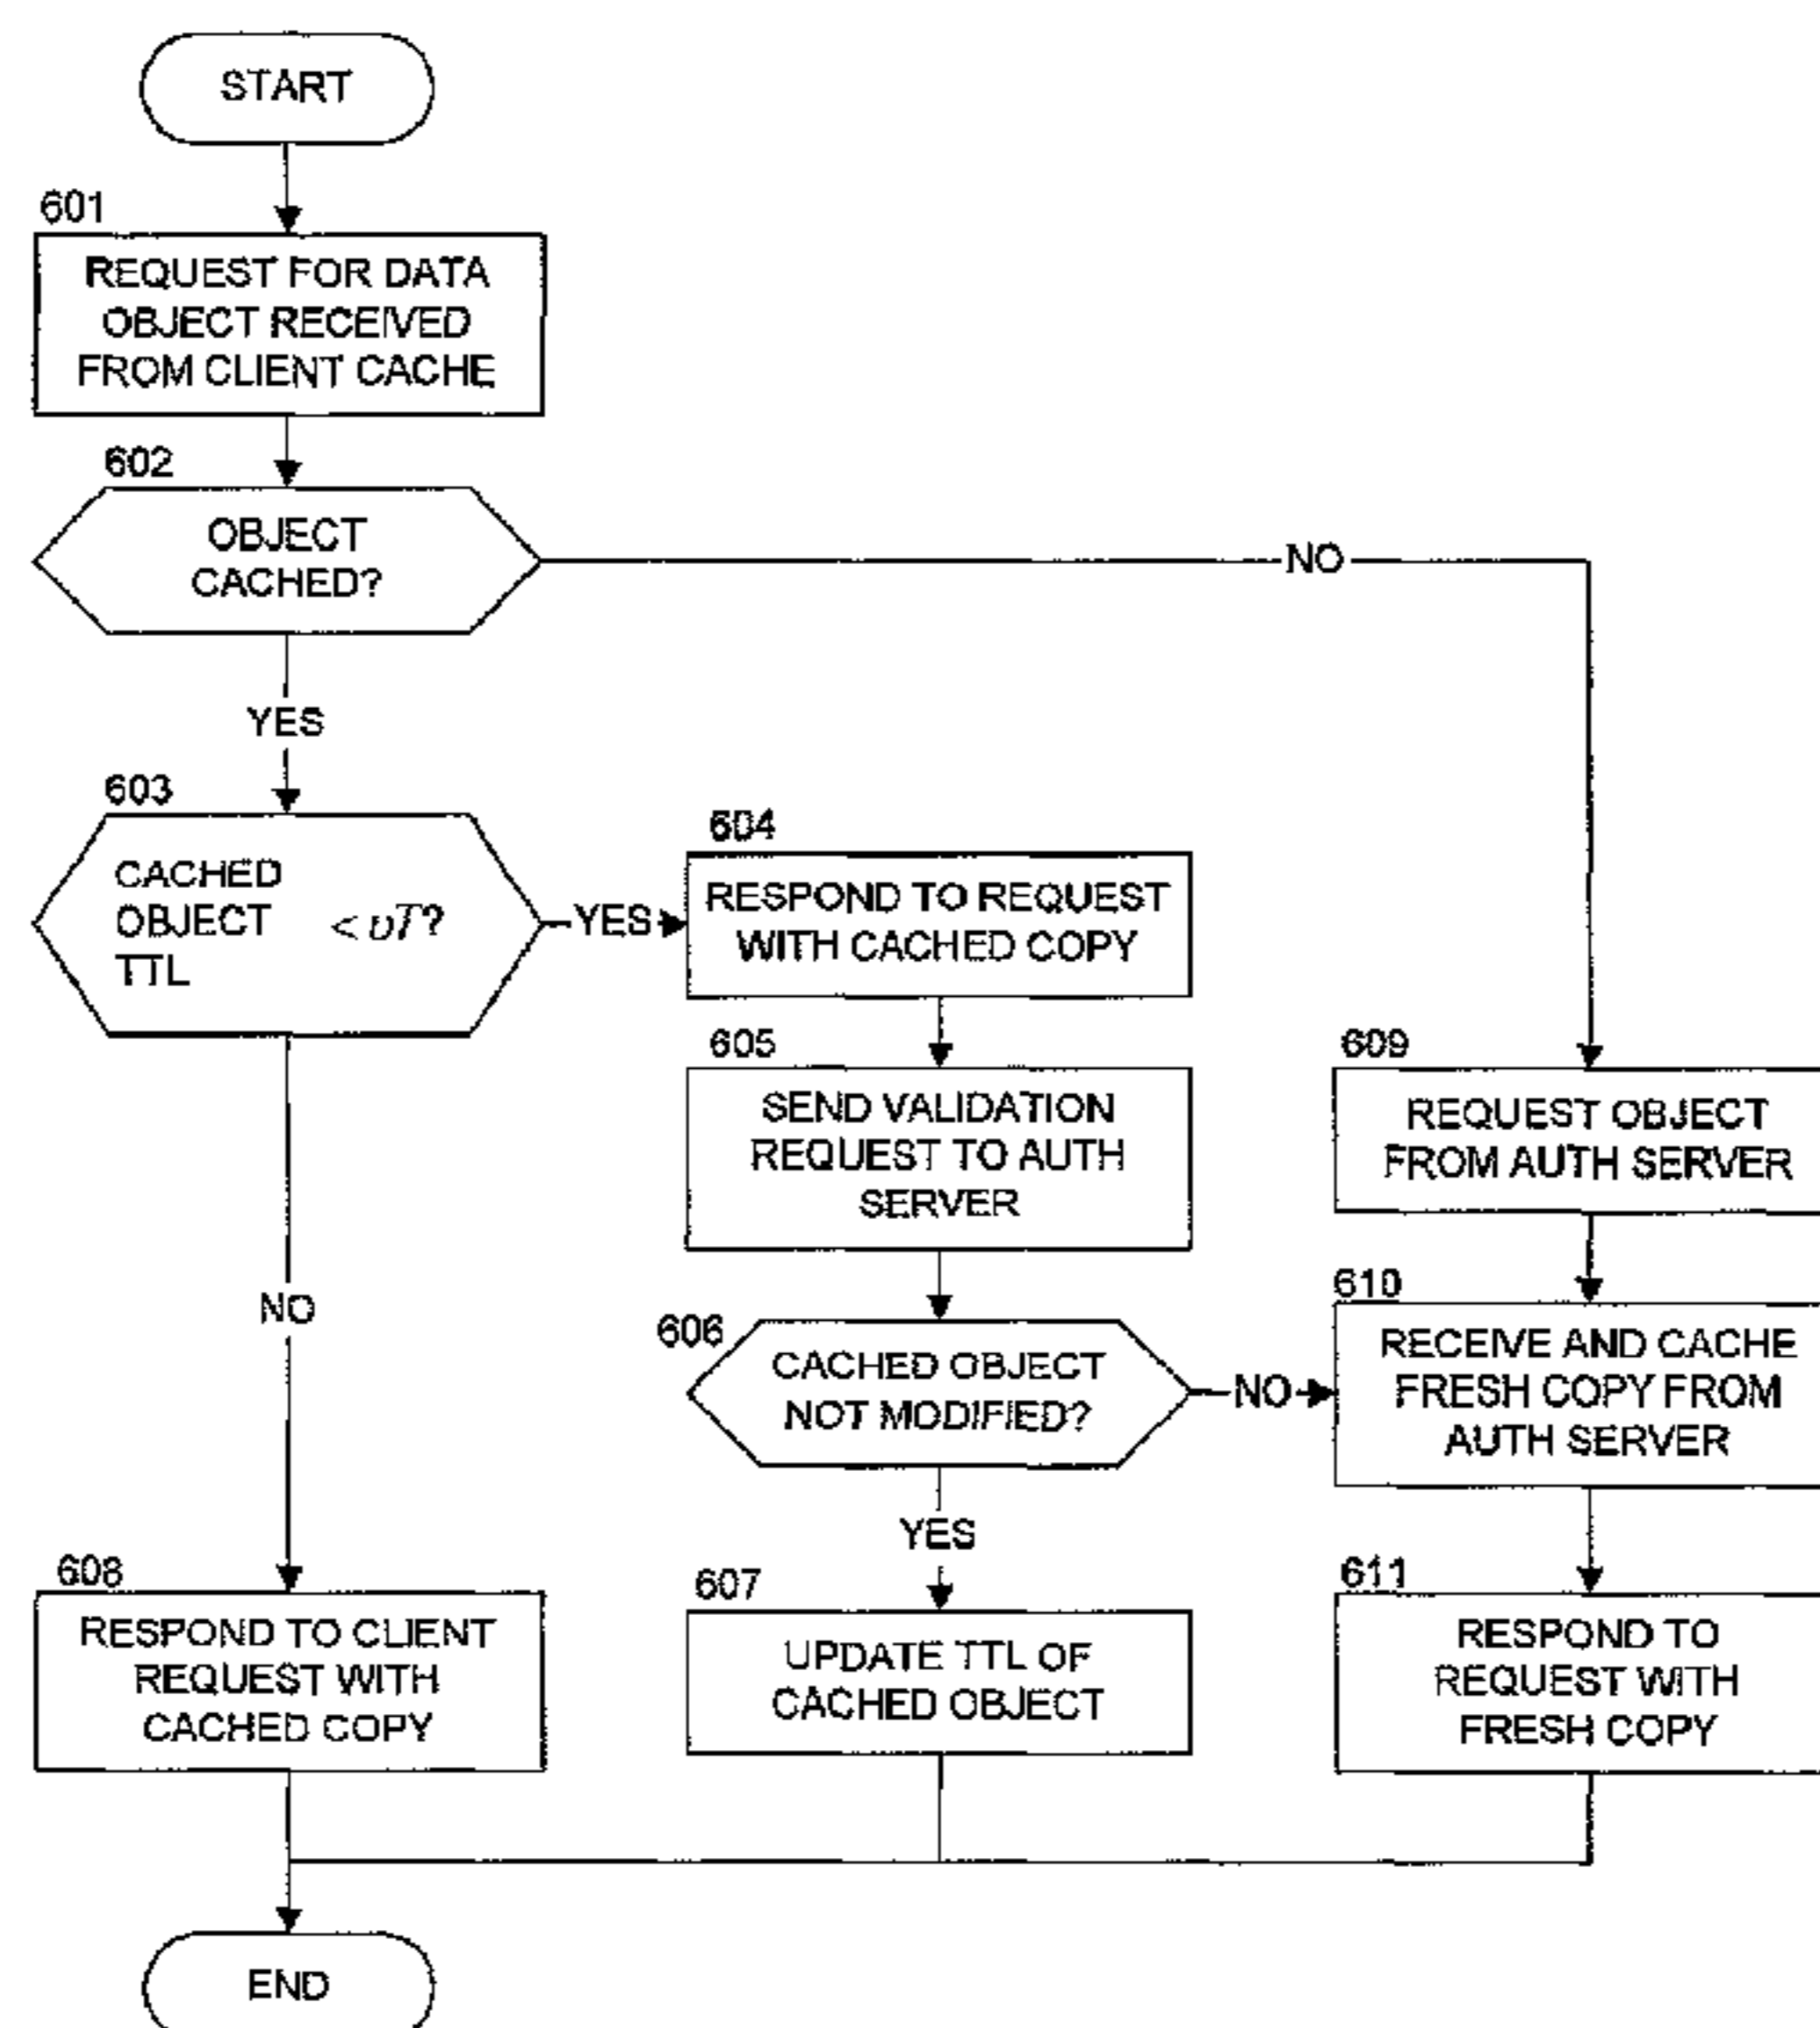 START
601
REQUEST FOR DATA
OBJECT RECEIVED
FROM CLIENT CACHE
602
OBJECT
CACHED?
NO
YES
603
CACHED
OBJECT
TTL
< υT?
YES
604
RESPOND TO REQUEST
WITH CACHED COPY
605
SEND VALIDATION
REQUEST TO AUTH
SERVER
609
REQUEST OBJECT
FROM AUTH SERVER
NO
606
CACHED OBJECT
NOT MODIFIED?
NO
610
RECEIVE AND CACHE
FRESH COPY FROM
AUTH SERVER
YES
608
RESPOND TO CLIENT
REQUEST WITH
CACHED COPY
607
UPDATE TTL OF
CACHED OBJECT
611
RESPOND TO
REQUEST WITH
FRESH COPY
END